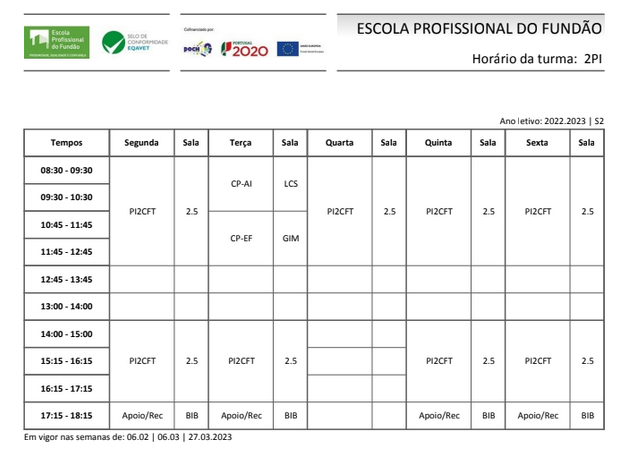 Escola
Profissional
do Fundão
SELO DE
CONFORMIDADE
EQAVET
Cofinanciado por:
POCH
PORTUGAL
2020
UNIÃO EUROPEIA
Fundo Social Europeu
ESCOLA PROFISSIONAL DO FUNDÃO
Horário da turma: 2PI
Ano letivo: 2022.2023 | S2
Tempos Segunda Sala Terça Sala Quarta Sala Quinta Sala Sexta Sala
08:30 - 09:30
CP-AI LCS
09:30 - 10:30
PI2CFT 2.5 PI2CFT 2.5 PI2CFT 2.5 PI2CFT 2.5
10:45 - 11:45
CP-EF GIM
11:45 - 12:45
12:45 - 13:45
13:00 - 14:00
14:00 - 15:00
15:15 - 16:15 PI2CFT 2.5 PI2CFT 2.5 PI2CFT 2.5 PI2CFT 2.5
16:15 - 17:15
17:15 - 18:15 Apoio/Rec BIB Apoio/Rec BIB Apoio/Rec BIB Apoio/Rec BIB
Em vigor nas semanas de: 06.02 | 06.03 | 27.03.2023